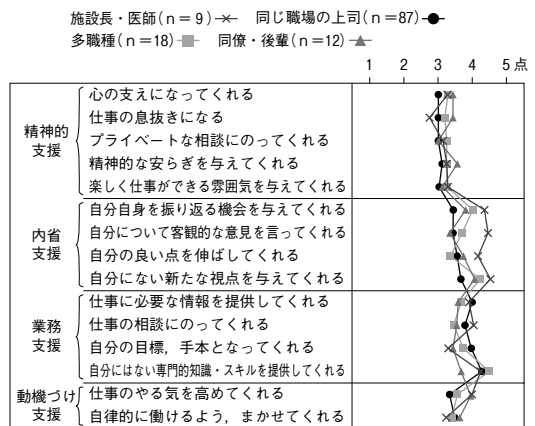 施設長・医師(n＝9) 同じ職場の上司(n＝87)
多職種(n＝18) 同僚・後輩(n＝12)
1 2 3 4 5 点
精神的支援
心の支えになってくれる
仕事の息抜きになる
プライベートな相談にのってくれる
精神的な安らぎを与えてくれる
楽しく仕事ができる雰囲気を与えてくれる
内省支援
自分自身を振り返る機会を与えてくれる
自分について客観的な意見を言ってくれる
自分の良い点を伸ばしてくれる
自分にない新たな視点を与えてくれる
業務支援
仕事に必要な情報を提供してくれる
仕事の相談にのってくれる
自分の目標，手本となってくれる
自分にはない専門的知識・スキルを提供してくれる
動機づけ支援
仕事のやる気を高めてくれる
自律的に働けるよう，まかせてくれる